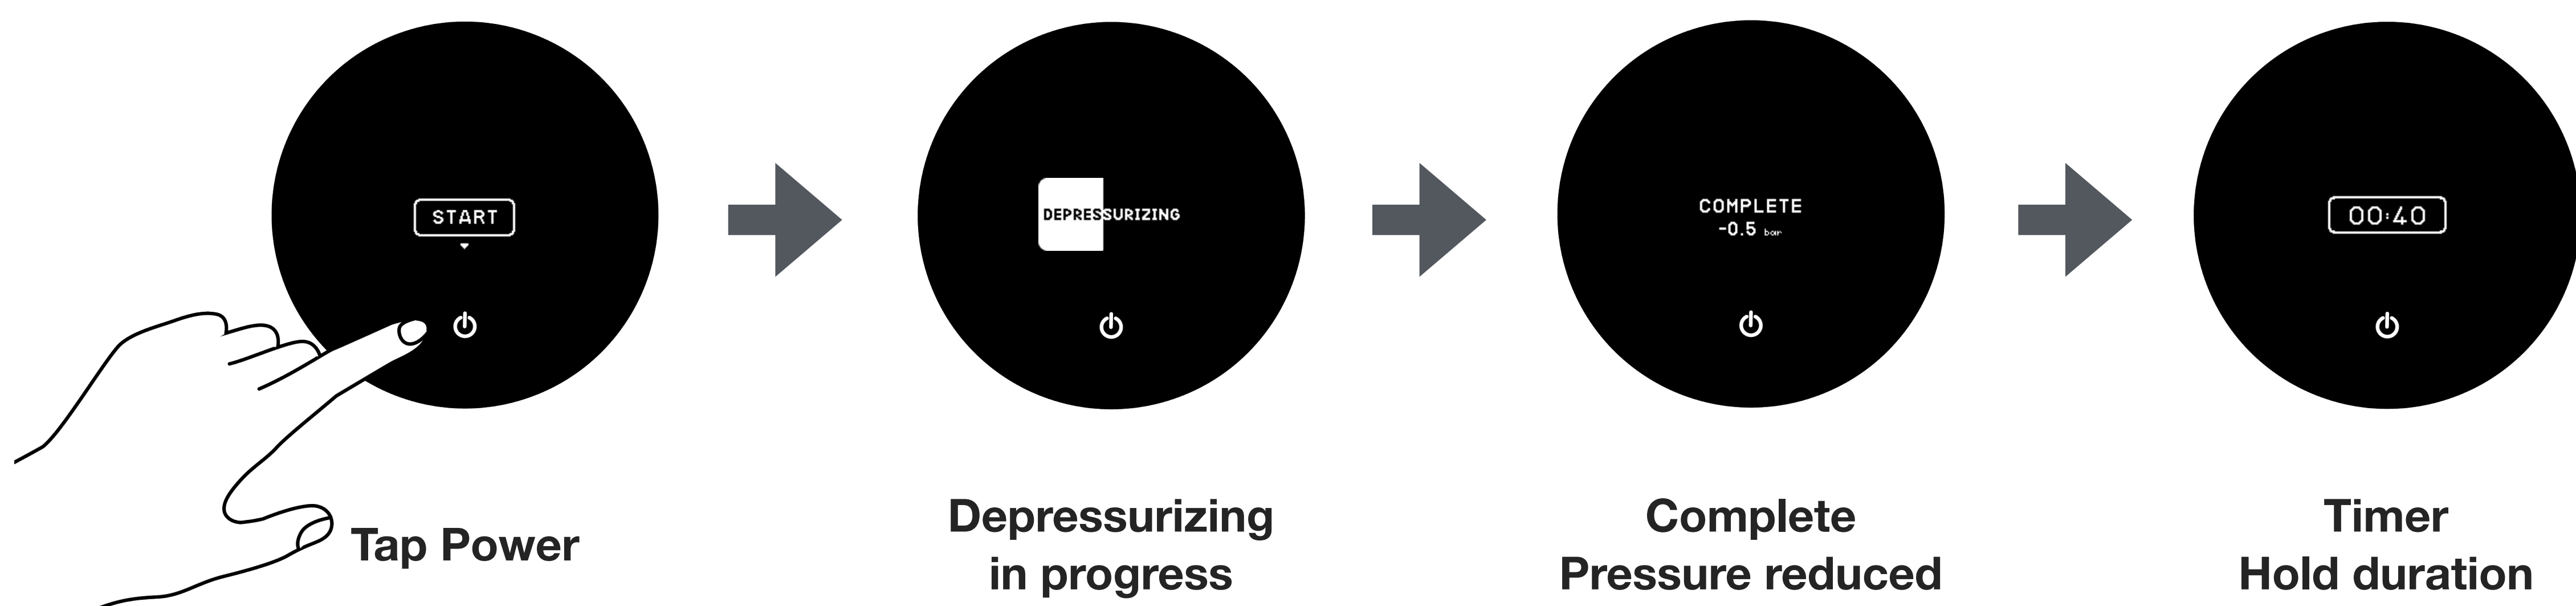 START
DEPRESSURIZING
COMPLETE
-0.5 bar
00:40
Tap Power
Depressurizing
in progress
Complete
Pressure reduced
Timer
Hold duration